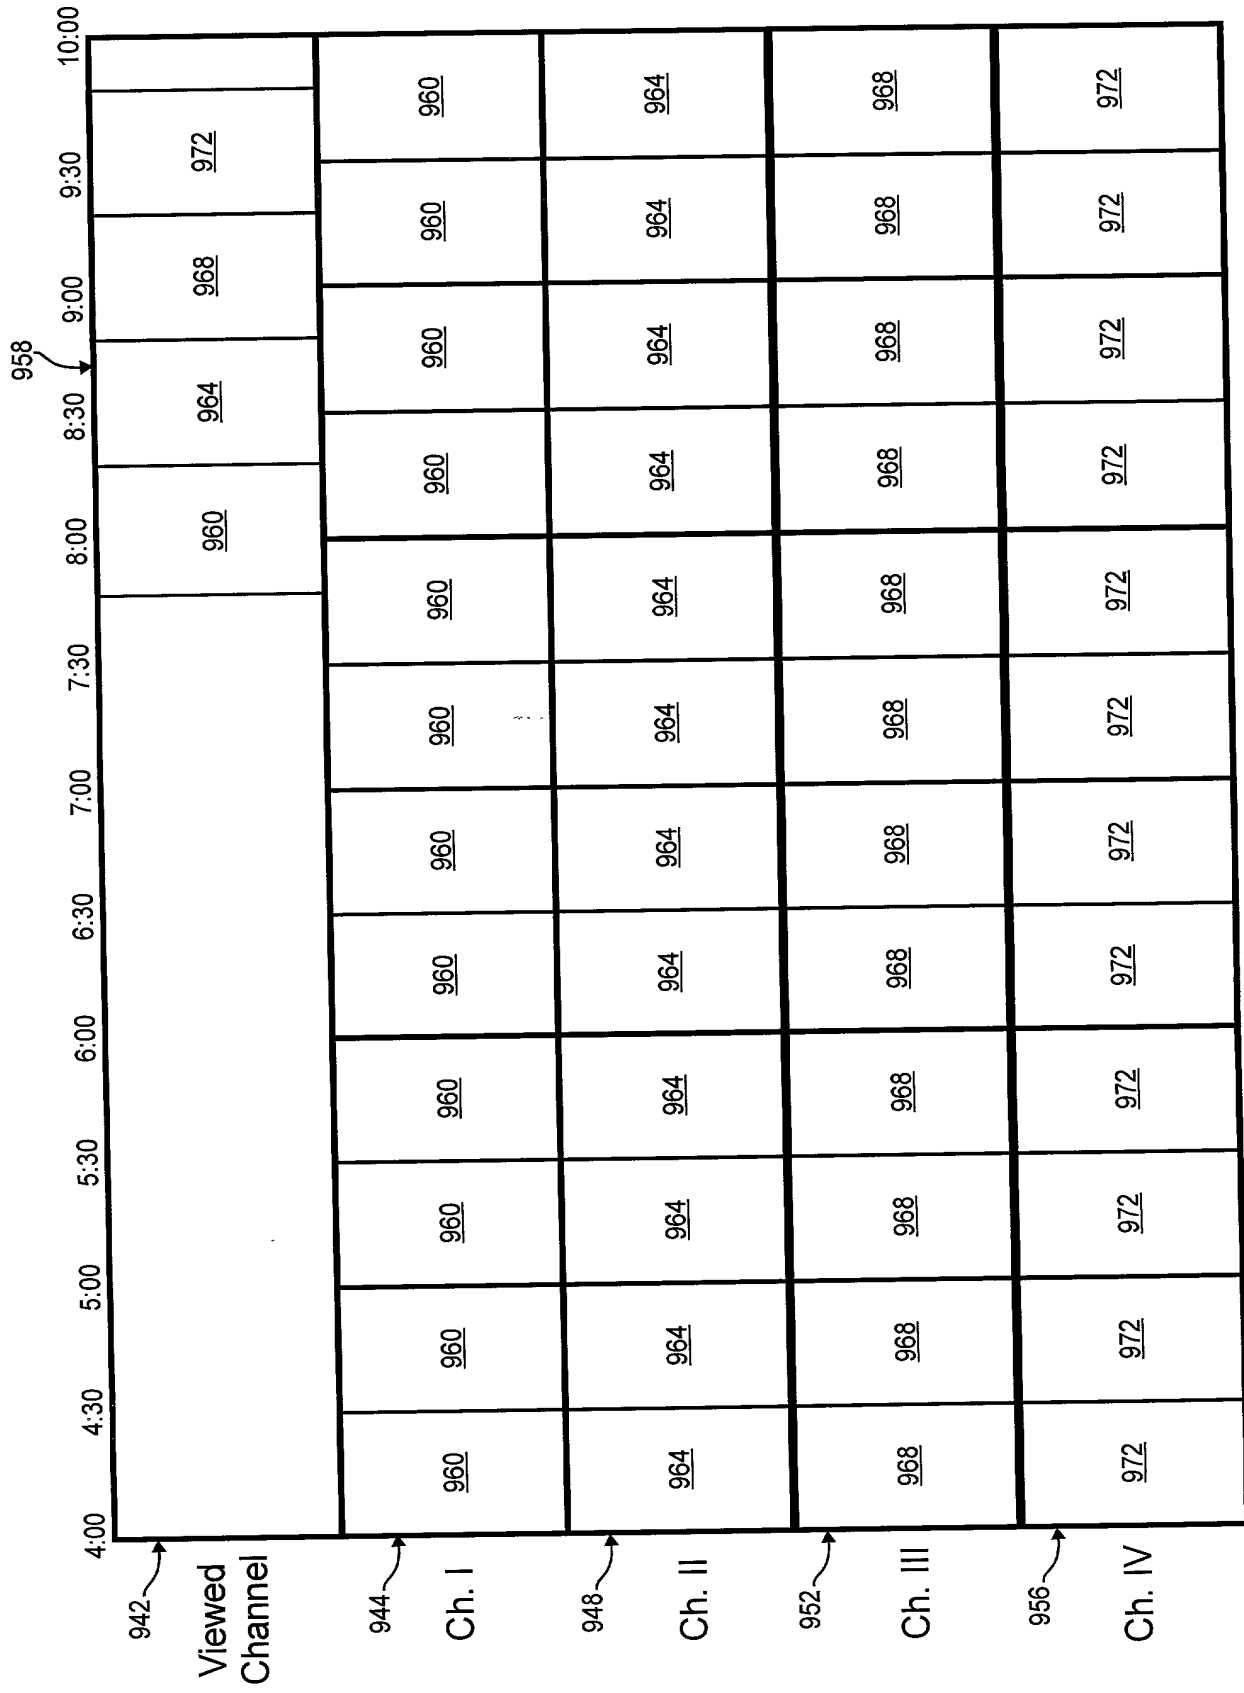 958
4:00 4:30 5:00 5:30 6:00 6:30 7:00 7:30 8:00 8:30 9:00 9:30 10:00
942
Viewed
Channel
960 964 968 972
944
Ch. I
960 960 960 960 960 960 960 960 960 960 960 960
948
Ch. II
964 964 964 964 964 964 964 964 964 964 964 964
952
Ch. III
968 968 968 968 968 968 968 968 968 968 968 968
956
Ch. IV
972 972 972 972 972 972 972 972 972 972 972 972